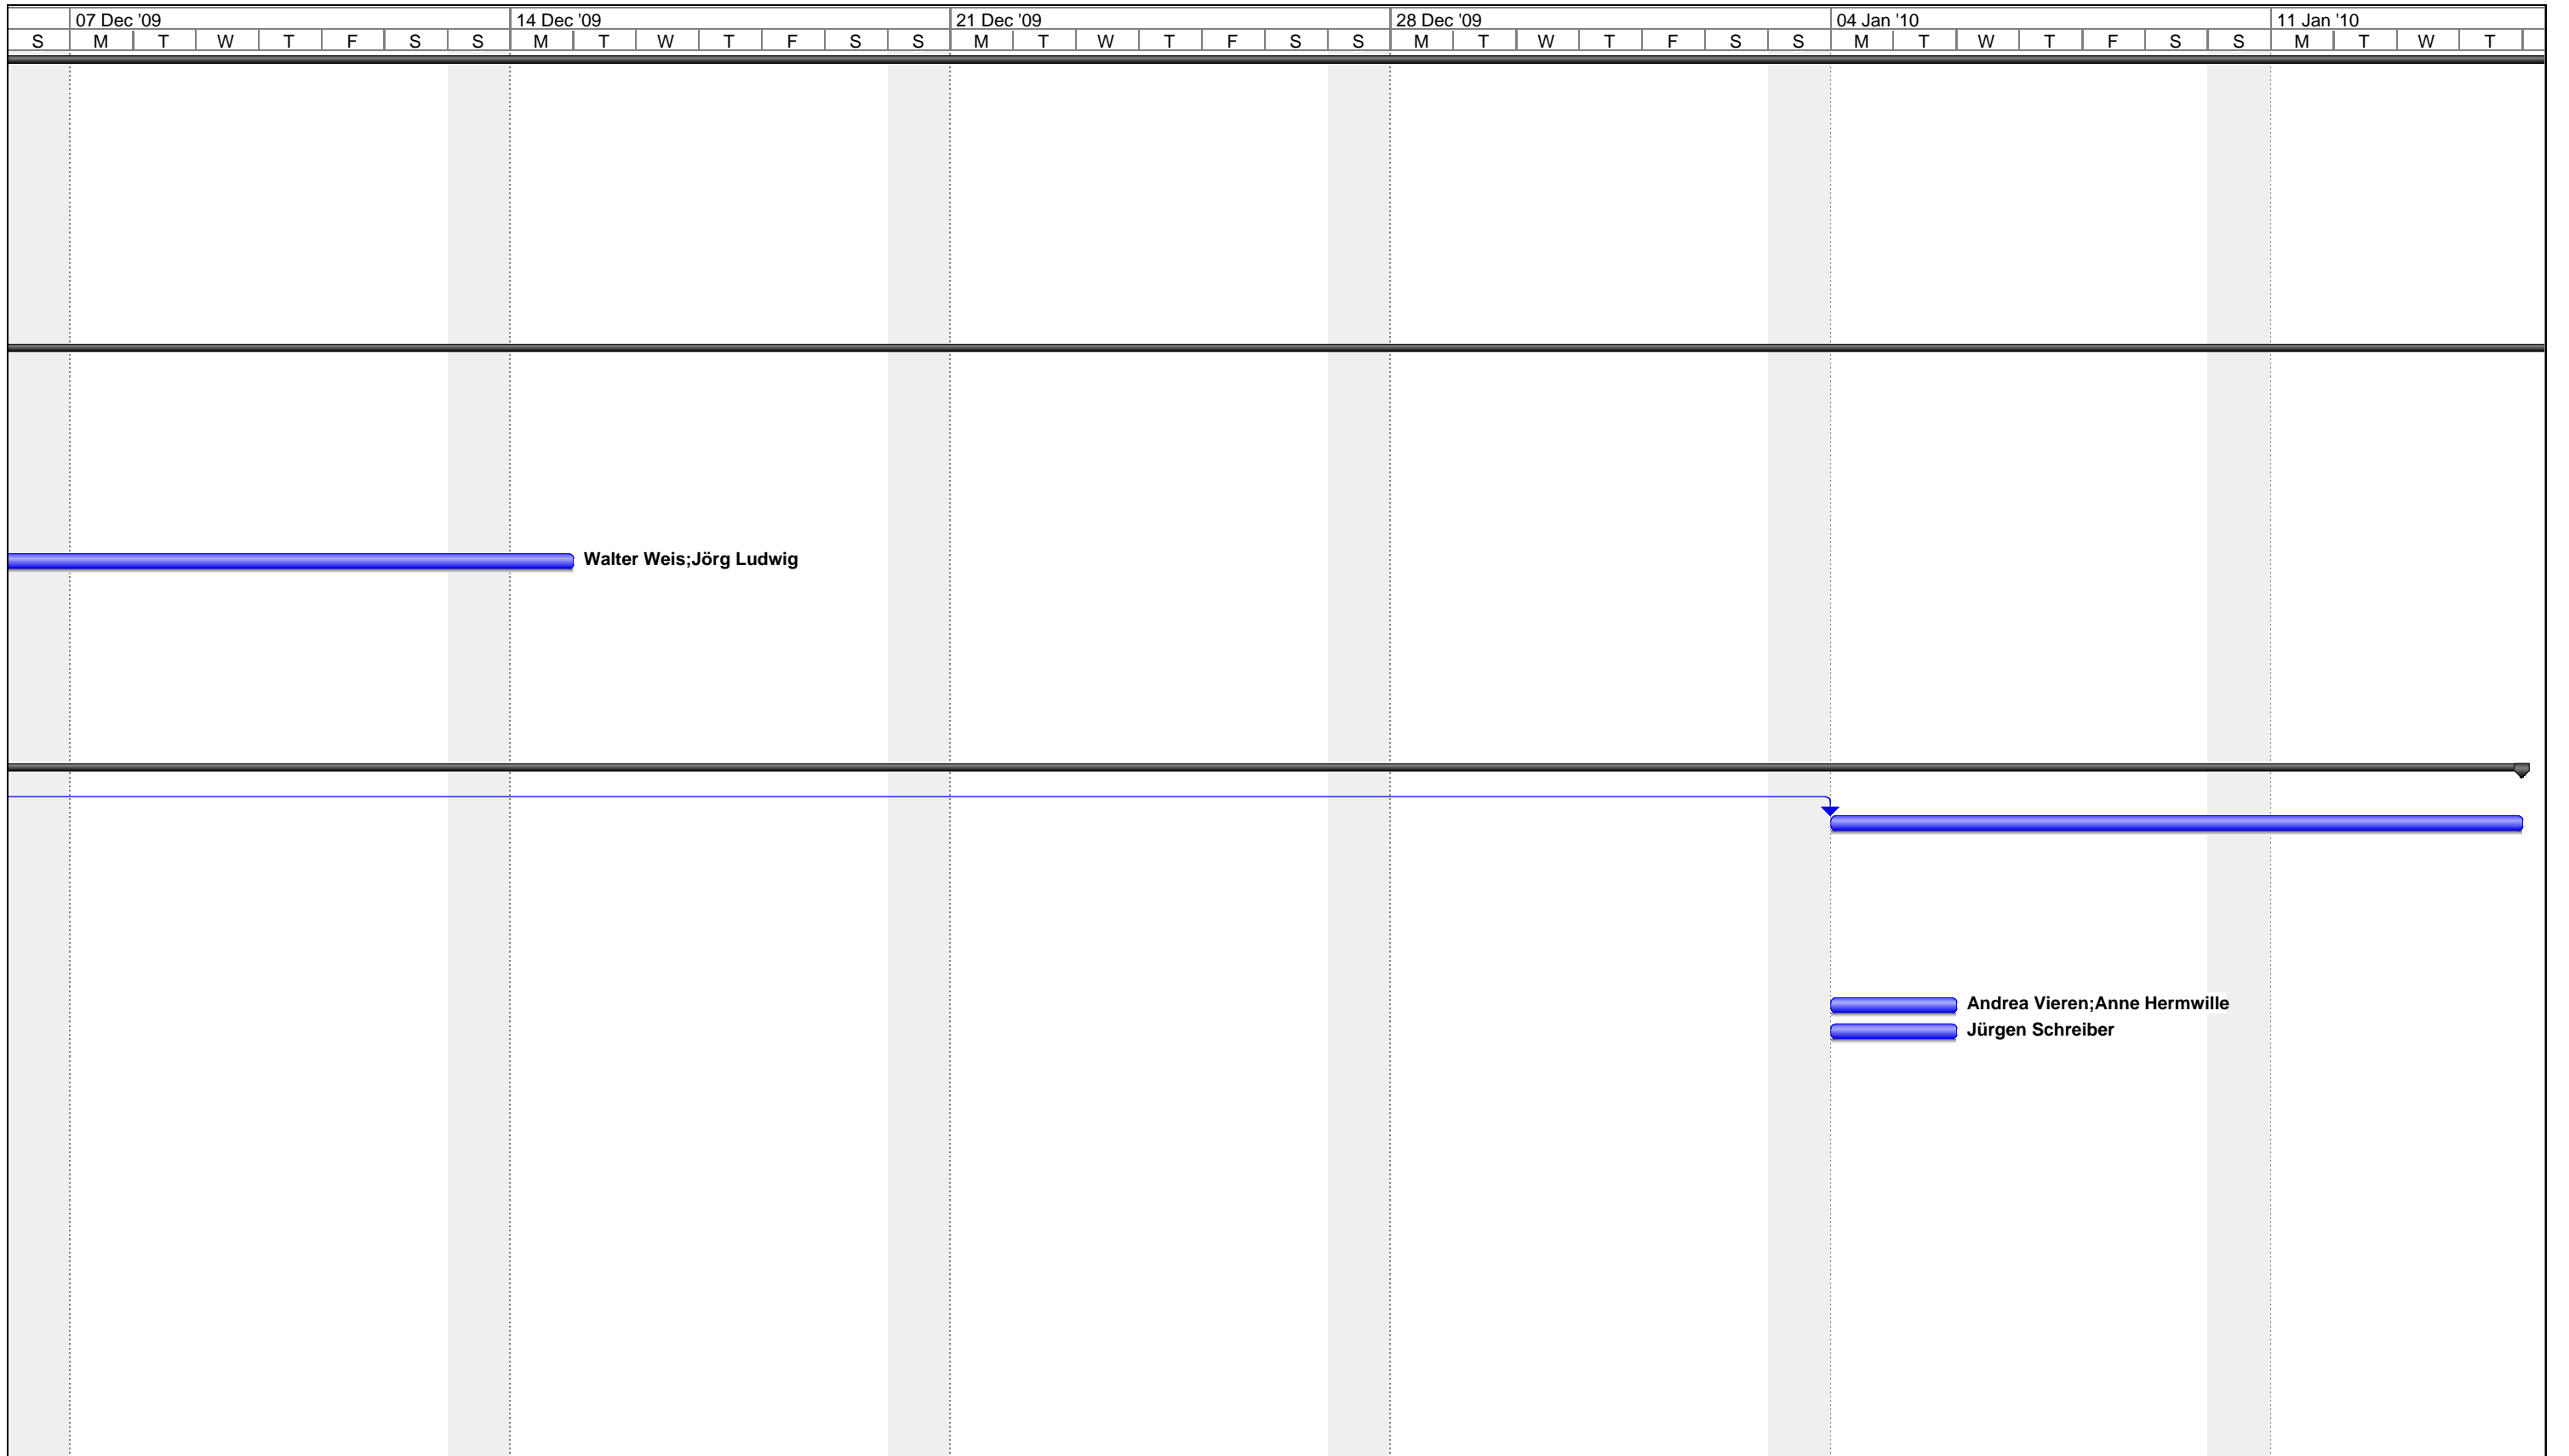 07 Dec '09 14 Dec '09 21 Dec '09 28 Dec '09 04 Jan '10 11 Jan '10
S M T W T F S S M T W T F S S M T W T F S S M T W T F S S M T W T F S S M T W T
Walter Weis;Jörg Ludwig
Andrea Vieren;Anne Hermwille
Jürgen Schreiber